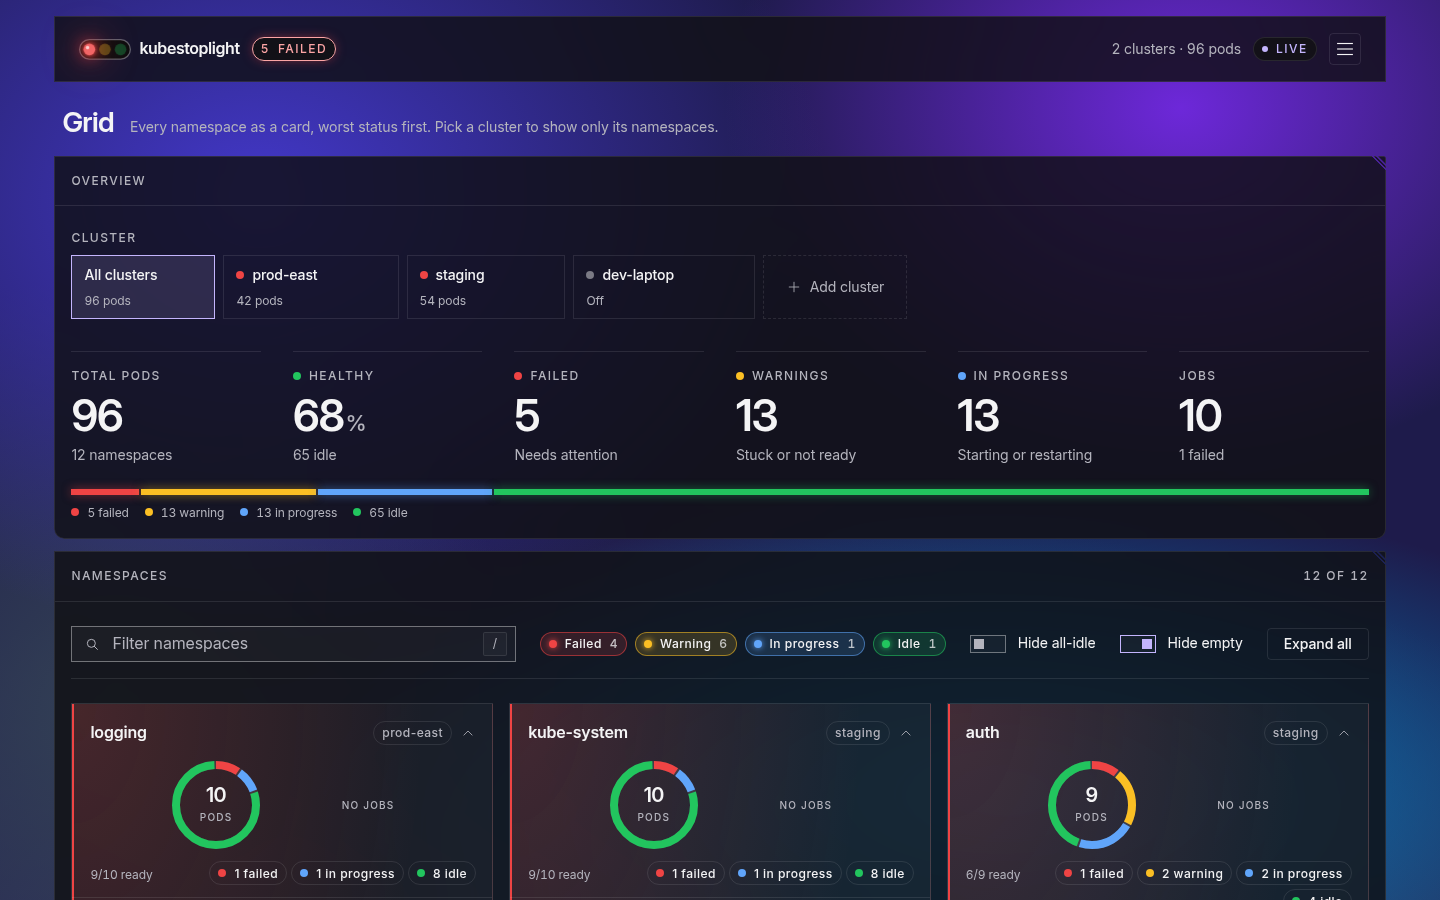 kubestoplight 5 FAILED 2 clusters · 96 pods LIVE
Grid Every namespace as a card, worst status first. Pick a cluster to show only its namespaces.
OVERVIEW
CLUSTER
All clusters prod-east staging dev-laptop + Add cluster
96 pods 42 pods 54 pods Off
TOTAL PODS HEALTHY FAILED WARNINGS IN PROGRESS JOBS
96 68% 5 13 13 10
12 namespaces 65 idle Needs attention Stuck or not ready Starting or restarting 1 failed
5 failed 13 warning 13 in progress 65 idle
NAMESPACES 12 OF 12
Filter namespaces / Failed 4 Warning 6 In progress 1 Idle 1 Hide all-idle Hide empty Expand all
logging prod-east kube-system staging auth staging
10 PODS NO JOBS 10 PODS NO JOBS 9 PODS NO JOBS
9/10 ready 1 failed 1 in progress 8 idle 9/10 ready 1 failed 1 in progress 8 idle 6/9 ready 1 failed 2 warning 2 in progress
4 idle